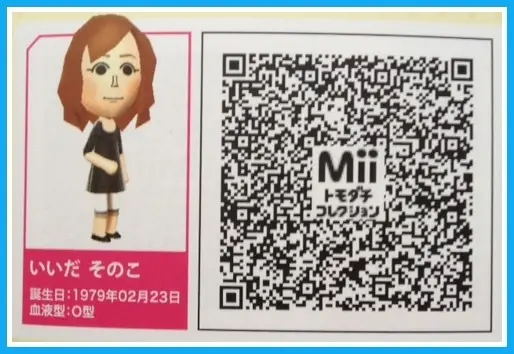 いいだ そのこ
誕生日:1979年02月23日
血液型:O型
Mii
トモダチ
コレクション